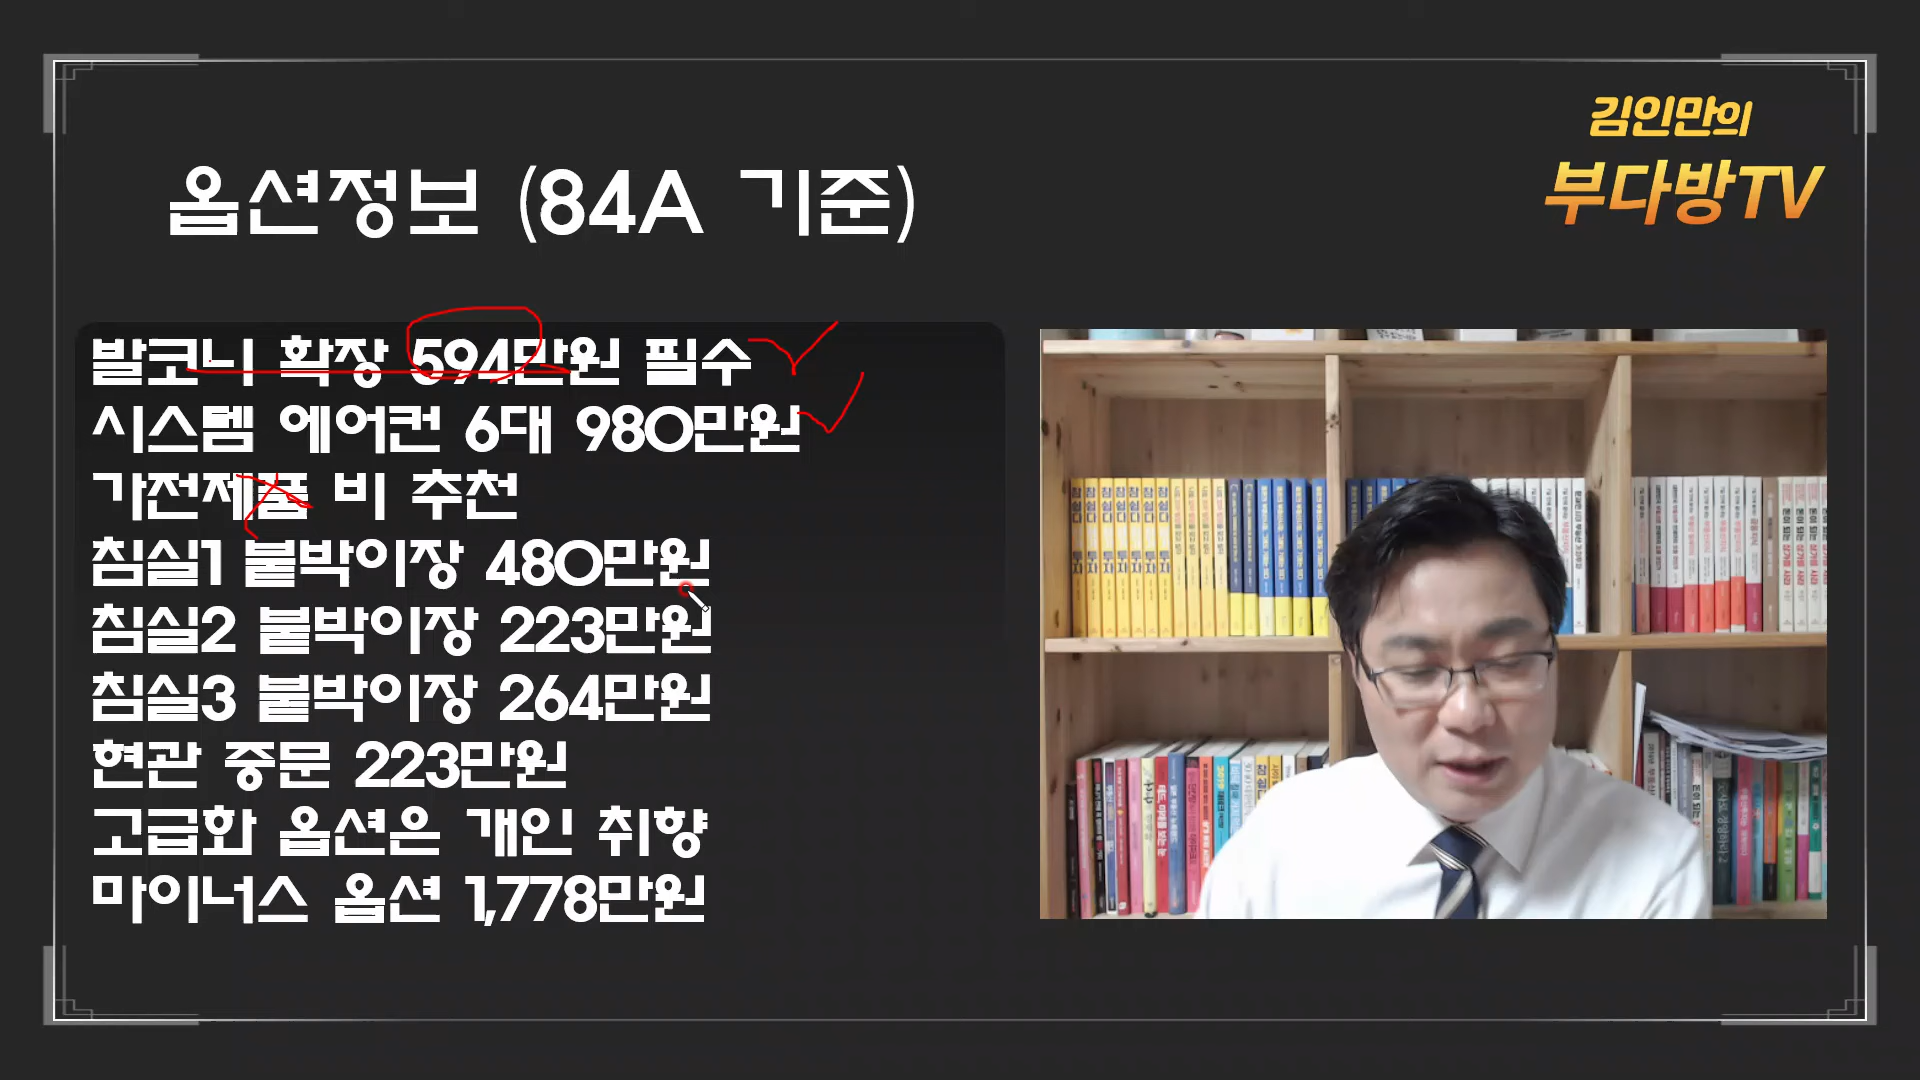 김인만의
부다방TV
옵션정보 (84A 기준)
발코니 확장 594만원 필수
시스템 에어컨 6대 980만원
가전제품 비 추천
침실1 붙박이장 480만원
침실2 붙박이장 223만원
침실3 붙박이장 264만원
현관 중문 223만원
고급화 옵션은 개인 취향
마이너스 옵션 1,778만원